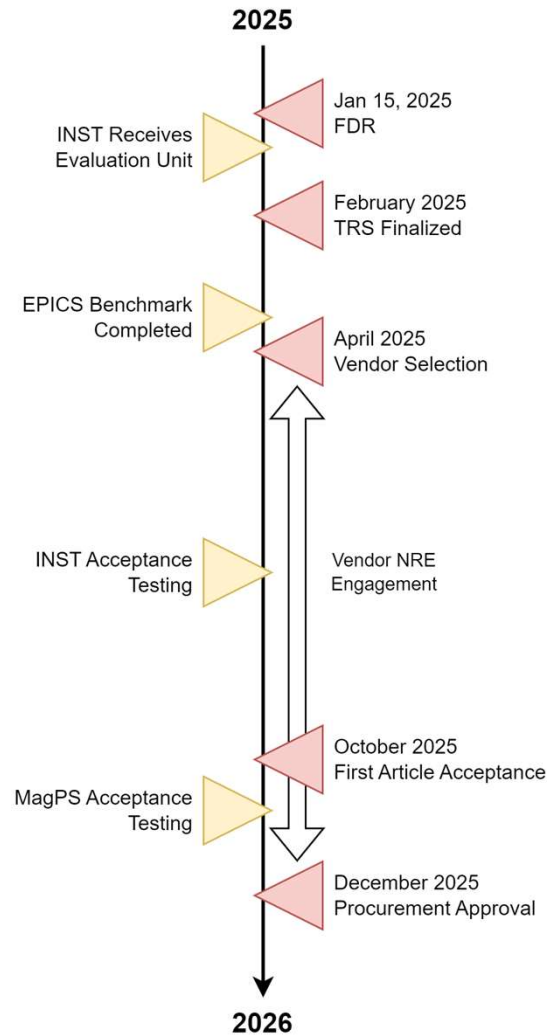 2025
Jan 15, 2025
FDR
INST Receives
Evaluation Unit
February 2025
TRS Finalized
EPICS Benchmark
Completed
April 2025
Vendor Selection
INST Acceptance
Testing
Vendor NRE
Engagement
October 2025
First Article Acceptance
MagPS Acceptance
Testing
December 2025
Procurement Approval
2026